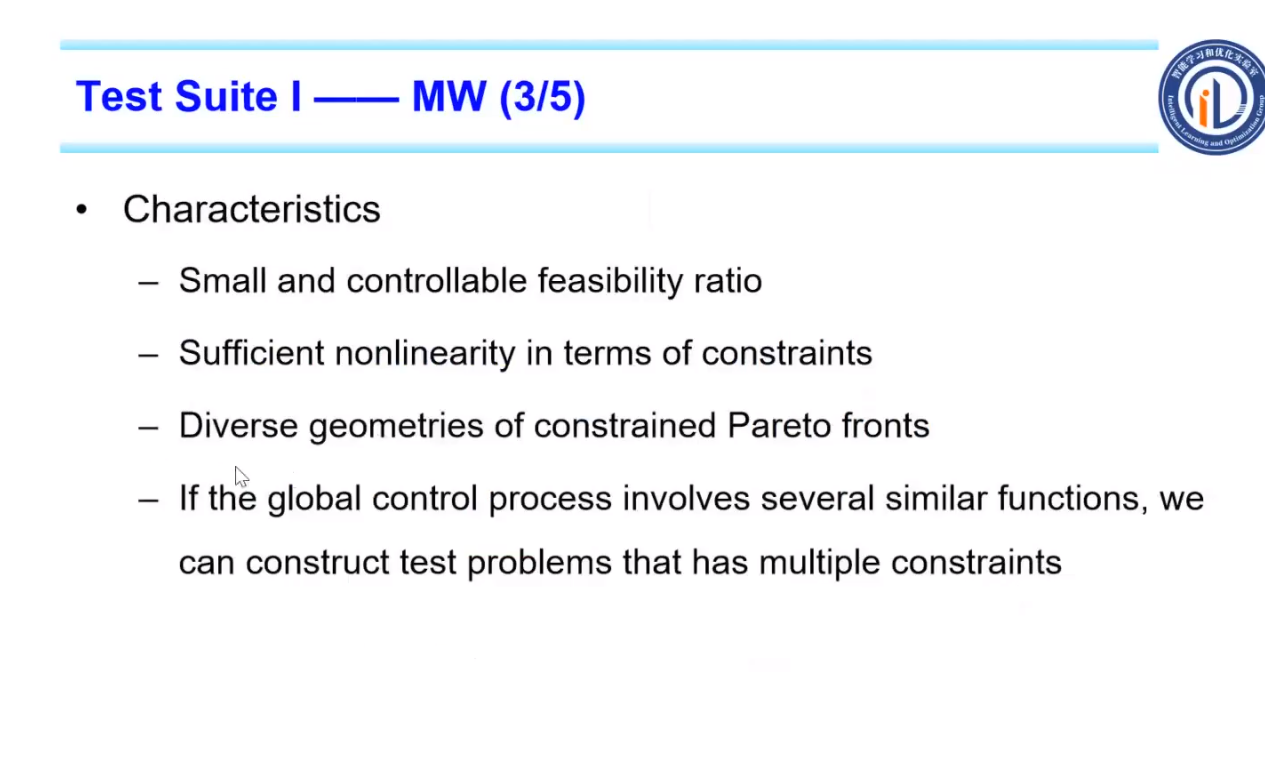 Test Suite I —— MW (3/5)
智能学习和优化实验室
Intelligent Learning and Optimization Group
• Characteristics
– Small and controllable feasibility ratio
– Sufficient nonlinearity in terms of constraints
– Diverse geometries of constrained Pareto fronts
– If the global control process involves several similar functions, we
can construct test problems that has multiple constraints